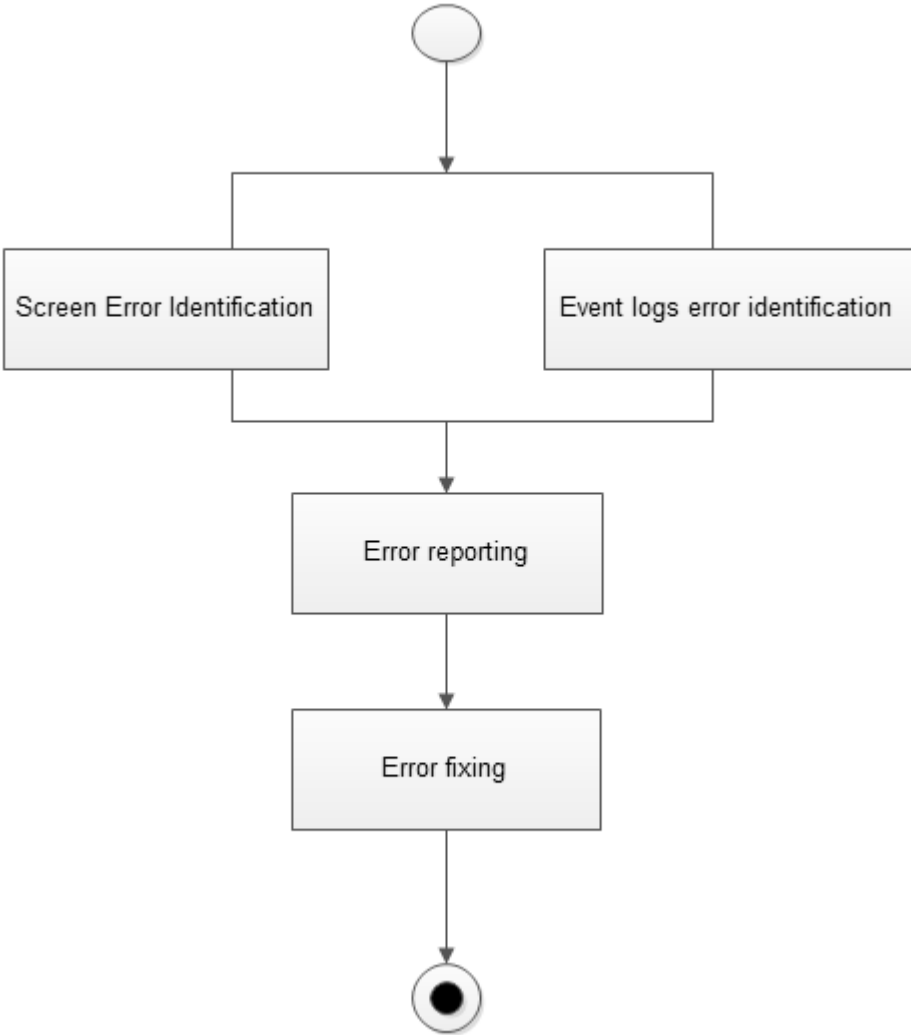 Screen Error Identification
Event logs error identification
Error reporting
Error fixing